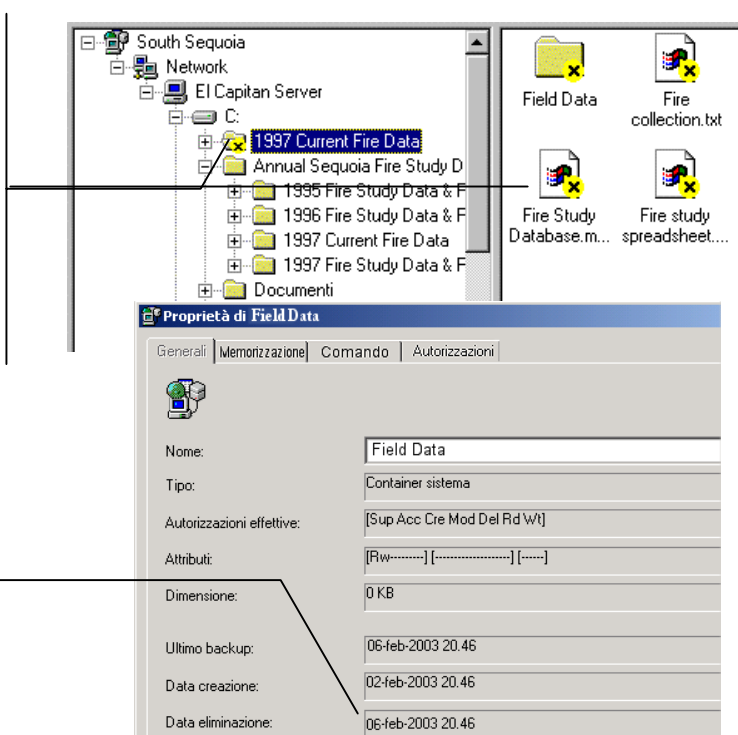 South Sequoia
Network
El Capitan Server
C:
1997 Current Fire Data
Annual Sequoia Fire Study D
1995 Fire Study Data & F
1996 Fire Study Data & F
1997 Current Fire Data
1997 Fire Study Data & F
Documenti
Field Data
Fire
collection.txt
Fire Study
Database.m...
Fire study
spreadsheet....
Proprietà di Field Data
Generali Memorizzazione Comando Autorizzazioni
Nome: Field Data
Tipo: Container sistema
Autorizzazioni effettive: [Sup Acc Cre Mod Del Rd Wt]
Attributi: [Rw---------] [-------------------] [------]
Dimensione: 0 KB
Ultimo backup: 06-feb-2003 20.46
Data creazione: 02-feb-2003 20.46
Data eliminazione: 06-feb-2003 20.46